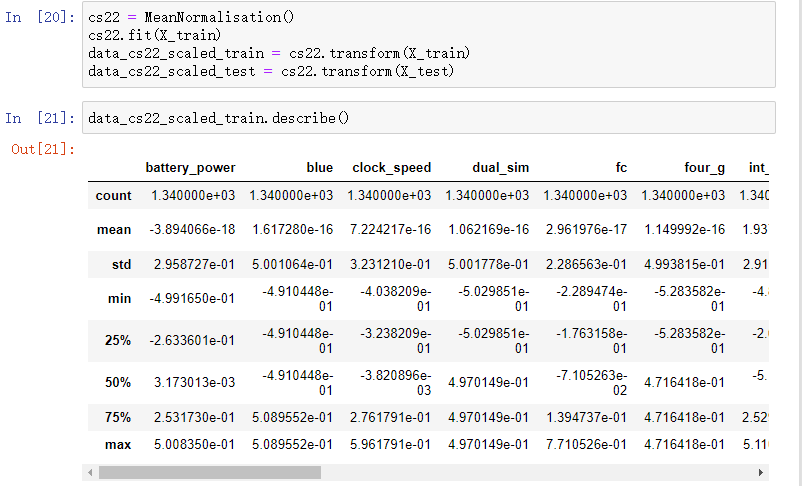 In [20]: cs22 = MeanNormalisation()
cs22.fit(X_train)
data_cs22_scaled_train = cs22.transform(X_train)
data_cs22_scaled_test = cs22.transform(X_test)
In [21]: data_cs22_scaled_train.describe()
Out[21]:
battery_power blue clock_speed dual_sim fc four_g int_
count 1.340000e+03 1.340000e+03 1.340000e+03 1.340000e+03 1.340000e+03 1.340000e+03 1.340
mean -3.894066e-18 1.617280e-16 7.224217e-16 1.062169e-16 2.961976e-17 1.149992e-16 1.93
std 2.958727e-01 5.001064e-01 3.231210e-01 5.001778e-01 2.286563e-01 4.993815e-01 2.91
min -4.991650e-01 -4.910448e-01 -4.038209e-01 -5.029851e-01 -2.289474e-01 -5.283582e-01 -4.
25% -2.633601e-01 -4.910448e-01 -3.238209e-01 -5.029851e-01 -1.763158e-01 -5.283582e-01 -2.
50% 3.173013e-03 -4.910448e-01 -3.820896e-03 4.970149e-01 -7.105263e-02 4.716418e-01 -5.
75% 2.531730e-01 5.089552e-01 2.761791e-01 4.970149e-01 1.394737e-01 4.716418e-01 2.52
max 5.008350e-01 5.089552e-01 5.961791e-01 4.970149e-01 7.710526e-01 4.716418e-01 5.11